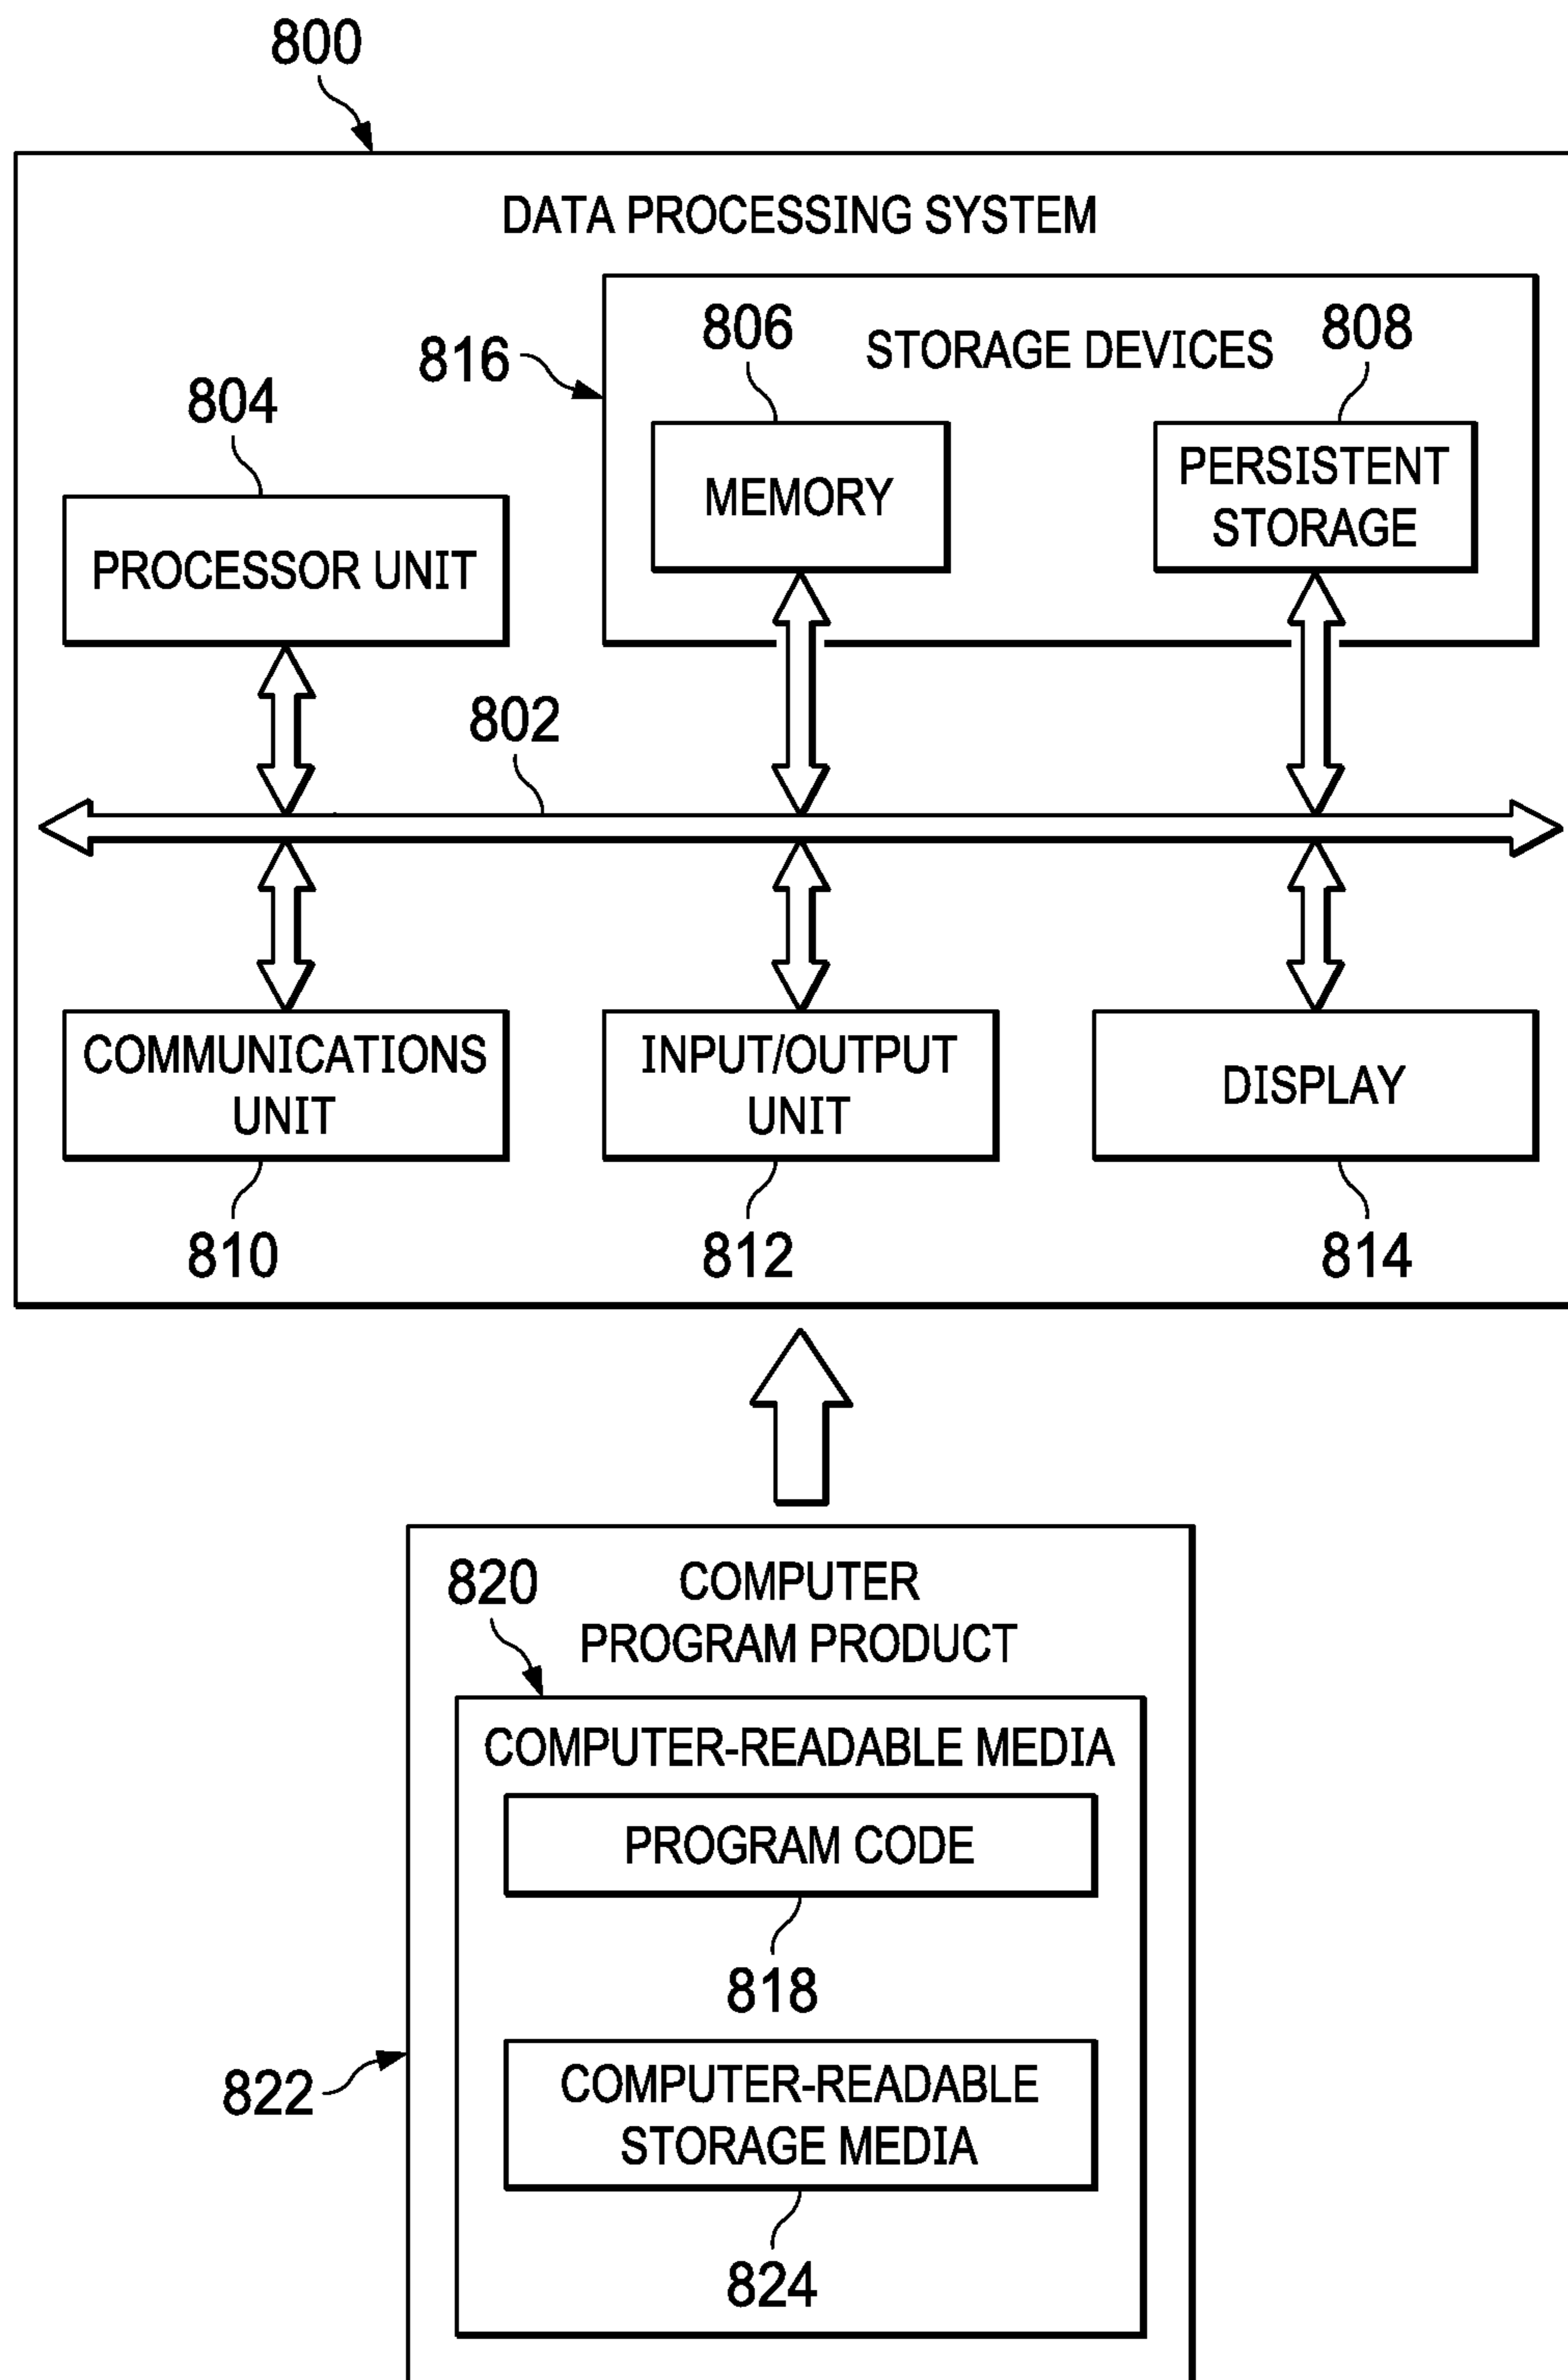 800
DATA PROCESSING SYSTEM
816
806
STORAGE DEVICES
808
804
MEMORY
PERSISTENT
STORAGE
PROCESSOR UNIT
802
COMMUNICATIONS
UNIT
INPUT/OUTPUT
UNIT
DISPLAY
810
812
814
820
COMPUTER
PROGRAM PRODUCT
COMPUTER-READABLE MEDIA
PROGRAM CODE
818
822
COMPUTER-READABLE
STORAGE MEDIA
824